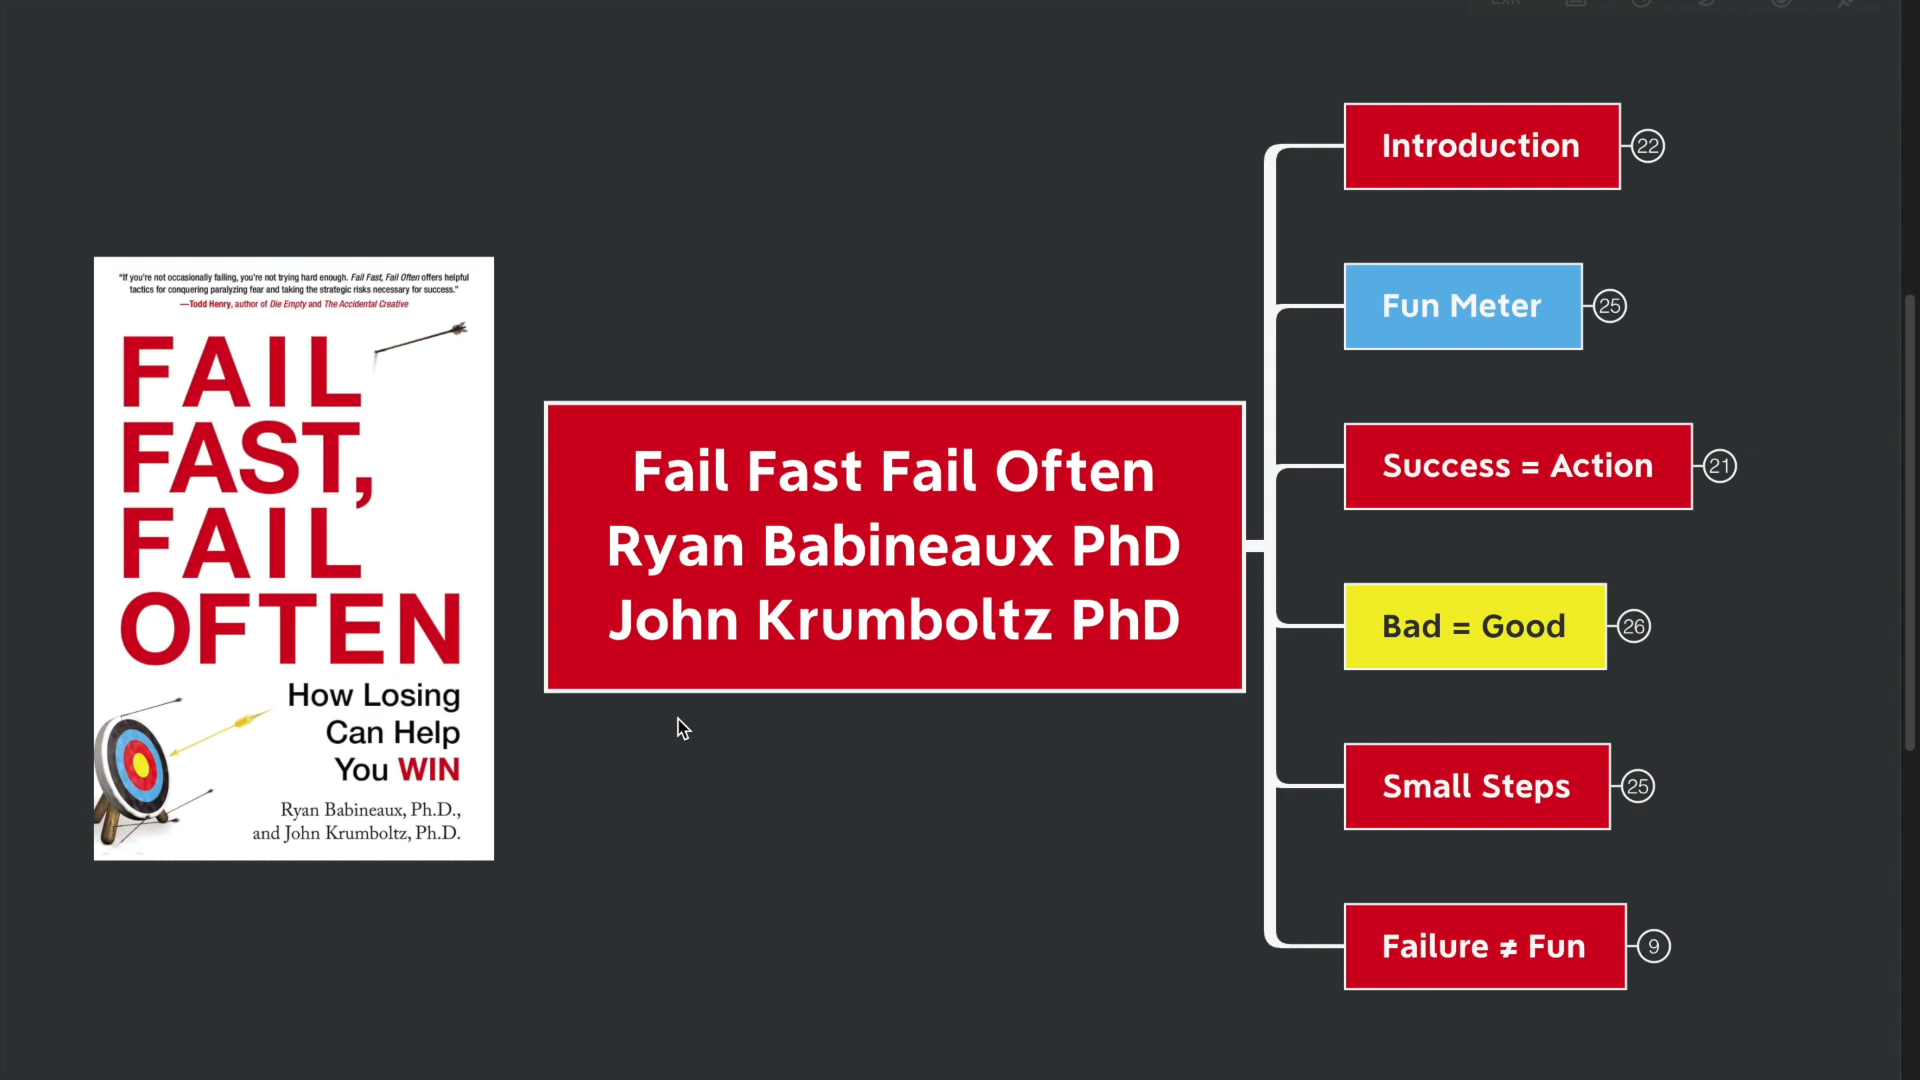 "If you're not occasionally failing, you're not trying hard enough. Fail Fast, Fail Often offers helpful
tactics for conquering paralyzing fear and taking the strategic risks necessary for success."
—Todd Henry, author of Die Empty and The Accidental Creative
FAIL
FAST,
FAIL
OFTEN
How Losing
Can Help
You WIN
Ryan Babineaux, Ph.D.,
and John Krumboltz, Ph.D.
Fail Fast Fail Often
Ryan Babineaux PhD
John Krumboltz PhD
Introduction 22
Fun Meter 25
Success = Action 21
Bad = Good 26
Small Steps 25
Failure ≠ Fun 9